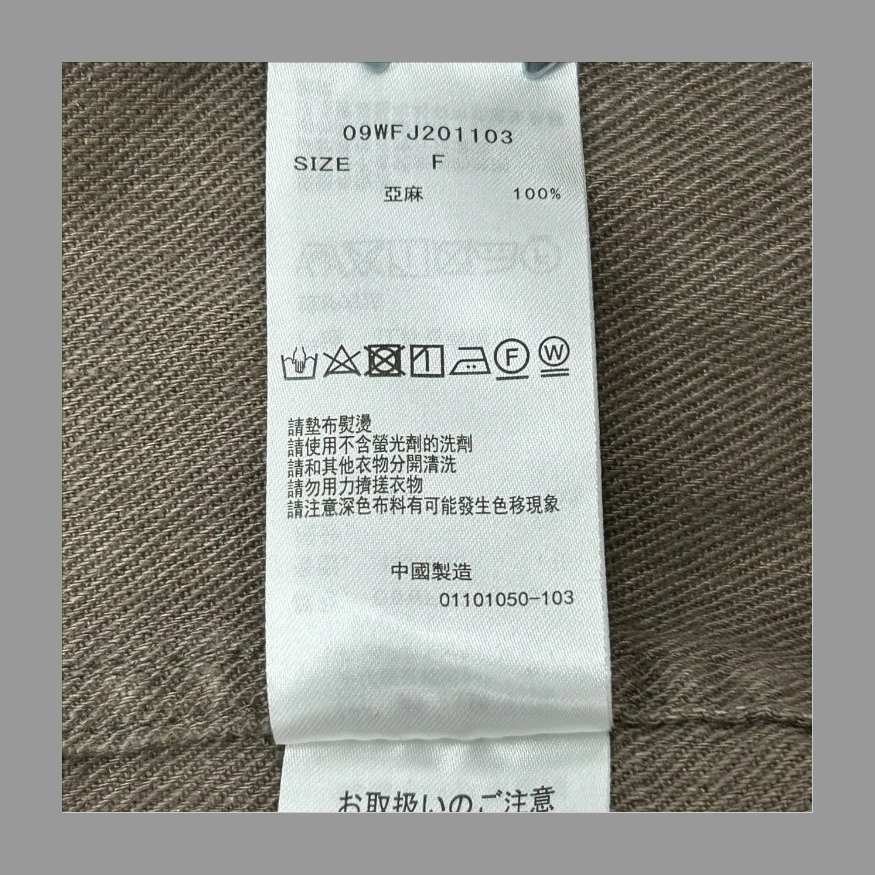 09WFJ201103
SIZE F
亞麻 100%
F W
請墊布熨燙
請使用不含螢光劑的洗劑
請和其他衣物分開清洗
請勿用力擠搓衣物
請注意深色布料有可能發生色移現象
中國製造
01101050-103
お取扱いのご注意